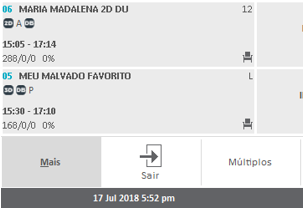 06 MARIA MADALENA 2D DU 12
2D A DB
15:05 - 17:14
288/0/0 0%
05 MEU MALVADO FAVORITO L
3D DB P
15:30 - 17:10
168/0/0 0%
Mais Sair Múltiplos
17 Jul 2018 5:52 pm